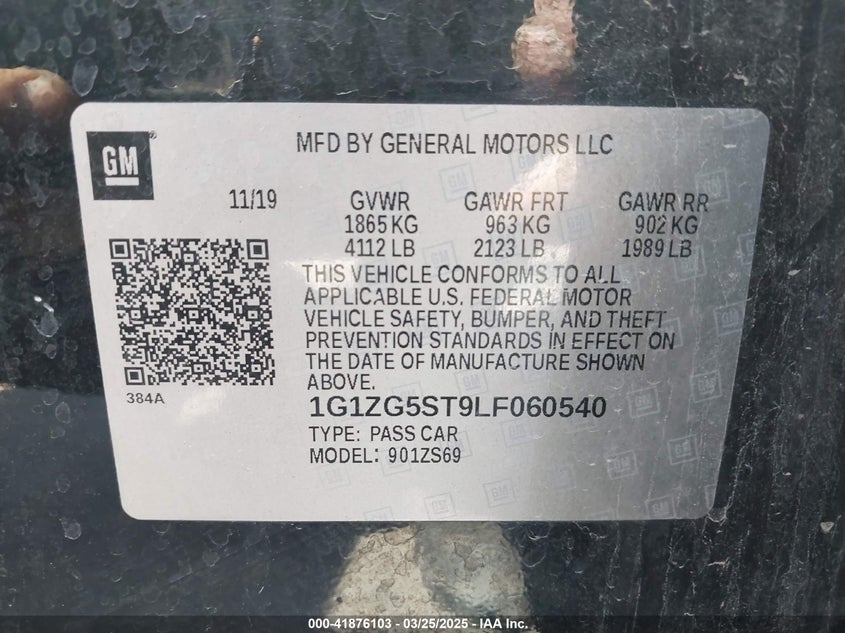 GM
MFD BY GENERAL MOTORS LLC
11/19 GVWR GAWR FRT GAWR RR
1865 KG 963 KG 902 KG
4112 LB 2123 LB 1989 LB
THIS VEHICLE CONFORMS TO ALL
APPLICABLE U.S. FEDERAL MOTOR
VEHICLE SAFETY, BUMPER, AND THEFT
PREVENTION STANDARDS IN EFFECT ON
THE DATE OF MANUFACTURE SHOWN
ABOVE.
384A
1G1ZG5ST9LF060540
TYPE: PASS CAR
MODEL: 901ZS69
000-41876103 - 03/25/2025 - IAA Inc.